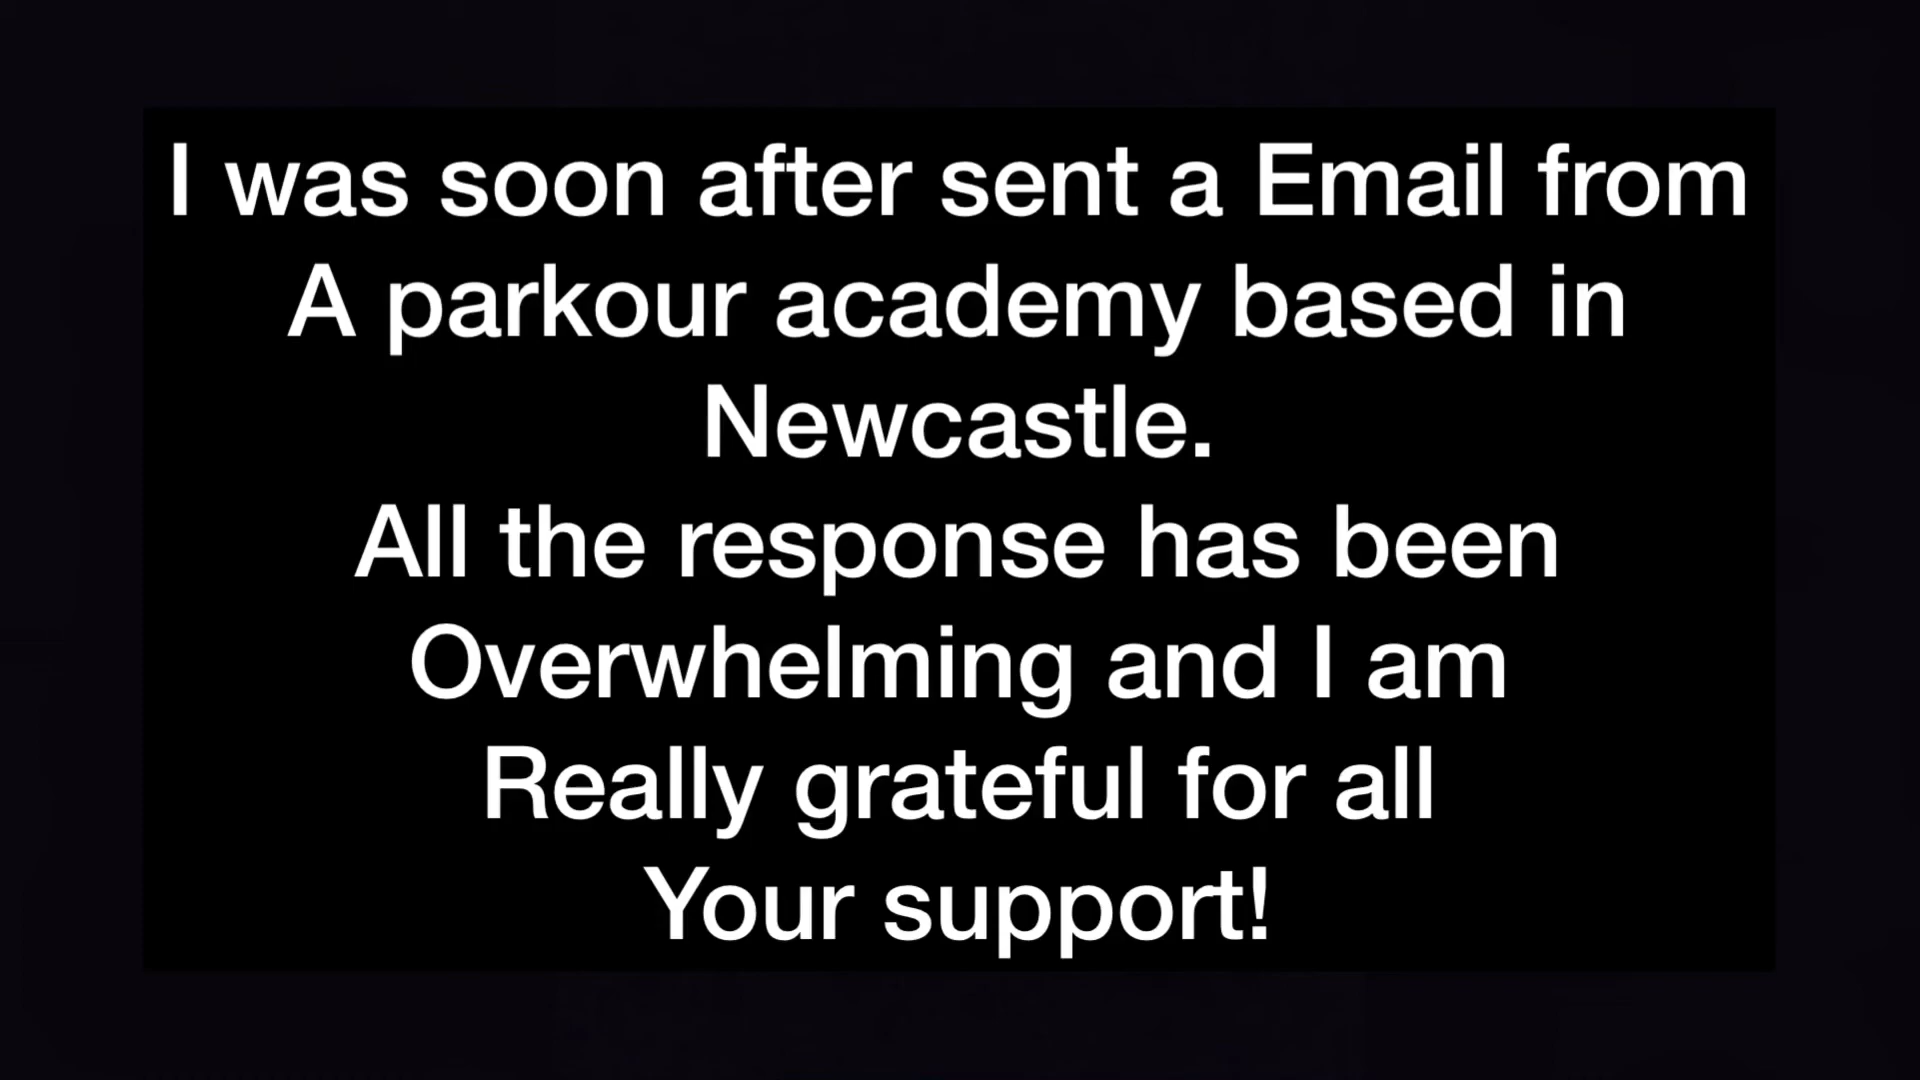 I was soon after sent a Email from
A parkour academy based in
Newcastle.
All the response has been
Overwhelming and I am
Really grateful for all
Your support!